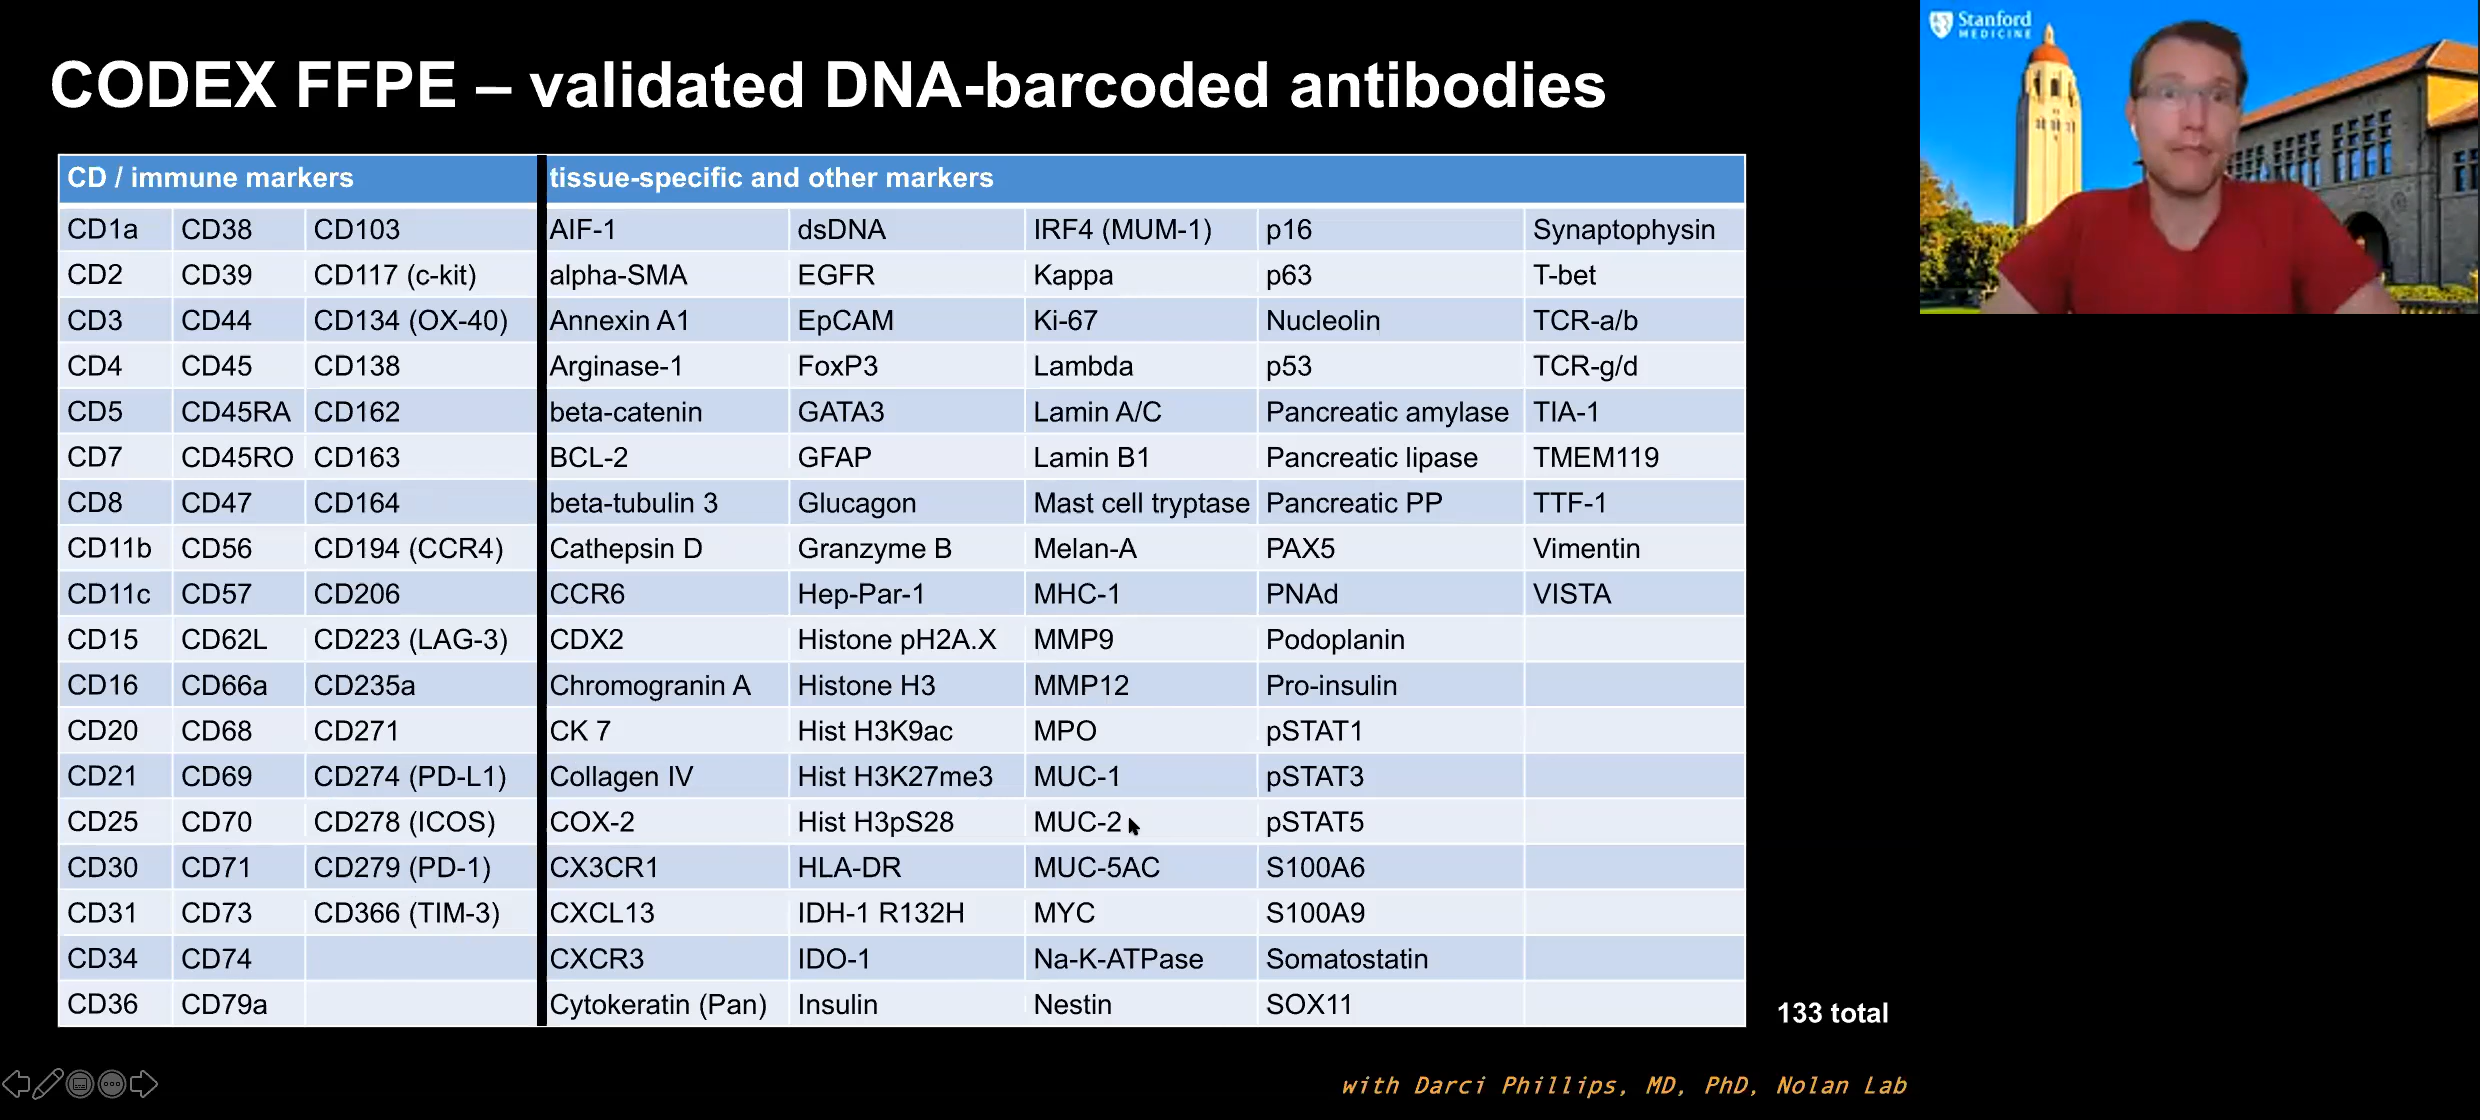 CODEX FFPE – validated DNA-barcoded antibodies
Stanford
MEDICINE
CD / immune markers tissue-specific and other markers
CD1a CD38 CD103 AIF-1 dsDNA IRF4 (MUM-1) p16 Synaptophysin
CD2 CD39 CD117 (c-kit) alpha-SMA EGFR Kappa p63 T-bet
CD3 CD44 CD134 (OX-40) Annexin A1 EpCAM Ki-67 Nucleolin TCR-a/b
CD4 CD45 CD138 Arginase-1 FoxP3 Lambda p53 TCR-g/d
CD5 CD45RA CD162 beta-catenin GATA3 Lamin A/C Pancreatic amylase TIA-1
CD7 CD45RO CD163 BCL-2 GFAP Lamin B1 Pancreatic lipase TMEM119
CD8 CD47 CD164 beta-tubulin 3 Glucagon Mast cell tryptase Pancreatic PP TTF-1
CD11b CD56 CD194 (CCR4) Cathepsin D Granzyme B Melan-A PAX5 Vimentin
CD11c CD57 CD206 CCR6 Hep-Par-1 MHC-1 PNAd VISTA
CD15 CD62L CD223 (LAG-3) CDX2 Histone pH2A.X MMP9 Podoplanin
CD16 CD66a CD235a Chromogranin A Histone H3 MMP12 Pro-insulin
CD20 CD68 CD271 CK 7 Hist H3K9ac MPO pSTAT1
CD21 CD69 CD274 (PD-L1) Collagen IV Hist H3K27me3 MUC-1 pSTAT3
CD25 CD70 CD278 (ICOS) COX-2 Hist H3pS28 MUC-2 pSTAT5
CD30 CD71 CD279 (PD-1) CX3CR1 HLA-DR MUC-5AC S100A6
CD31 CD73 CD366 (TIM-3) CXCL13 IDH-1 R132H MYC S100A9
CD34 CD74 CXCR3 IDO-1 Na-K-ATPase Somatostatin
CD36 CD79a Cytokeratin (Pan) Insulin Nestin SOX11
133 total
with Darci Phillips, MD, PhD, Nolan Lab